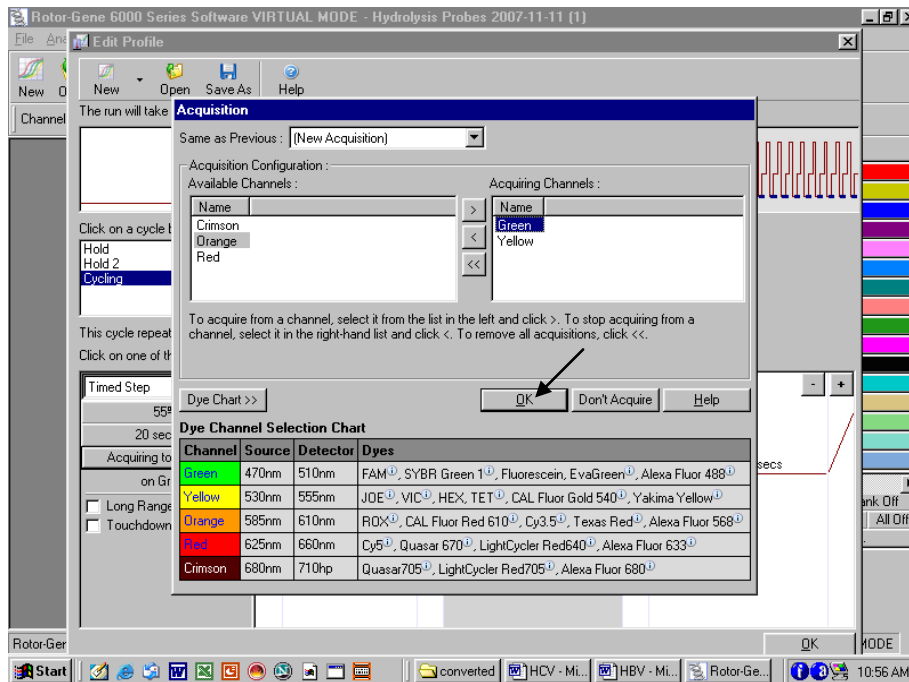 Rotor-Gene 6000 Series Software VIRTUAL MODE - Hydrolysis Probes 2007-11-11 (1)
File
Edit Profile
New
New Open Save As Help
Channel
The run will take
Acquisition
Same as Previous : (New Acquisition)
Acquisition Configuration :
Available Channels : Acquiring Channels :
Name Name
Crimson Green
Orange Yellow
Red
> 
<
<<
Click on a cycle
Hold
Hold 2
Cycling
To acquire from a channel, select it from the list in the left and click >. To stop acquiring from a
channel, select it in the right-hand list and click <. To remove all acquisitions, click <<.
This cycle repeat
Click on one of
Timed Step
55º
20 sec
Acquiring to
on
Long Range
Touchdown
- +
secs
Dye Chart >> OK Don't Acquire Help
Dye Channel Selection Chart
Channel Source Detector Dyes
Green 470nm 510nm FAM, SYBR Green 1, Fluorescein, EvaGreen, Alexa Fluor 488
Yellow 530nm 555nm JOE, VIC, HEX, TET, CAL Fluor Gold 540, Yakima Yellow
Orange 585nm 610nm ROX, CAL Fluor Red 610, Cy3.5, Texas Red, Alexa Fluor 568
Red 625nm 660nm Cy5, Quasar 670, LightCycler Red640, Alexa Fluor 633
Crimson 680nm 710hp Quasar705, LightCycler Red705, Alexa Fluor 680
Off
All Off
OK
Rotor-Ger MODE
Start converted HCV - Mi... HBV - Mi... Rotor-Ge... 10:56 AM